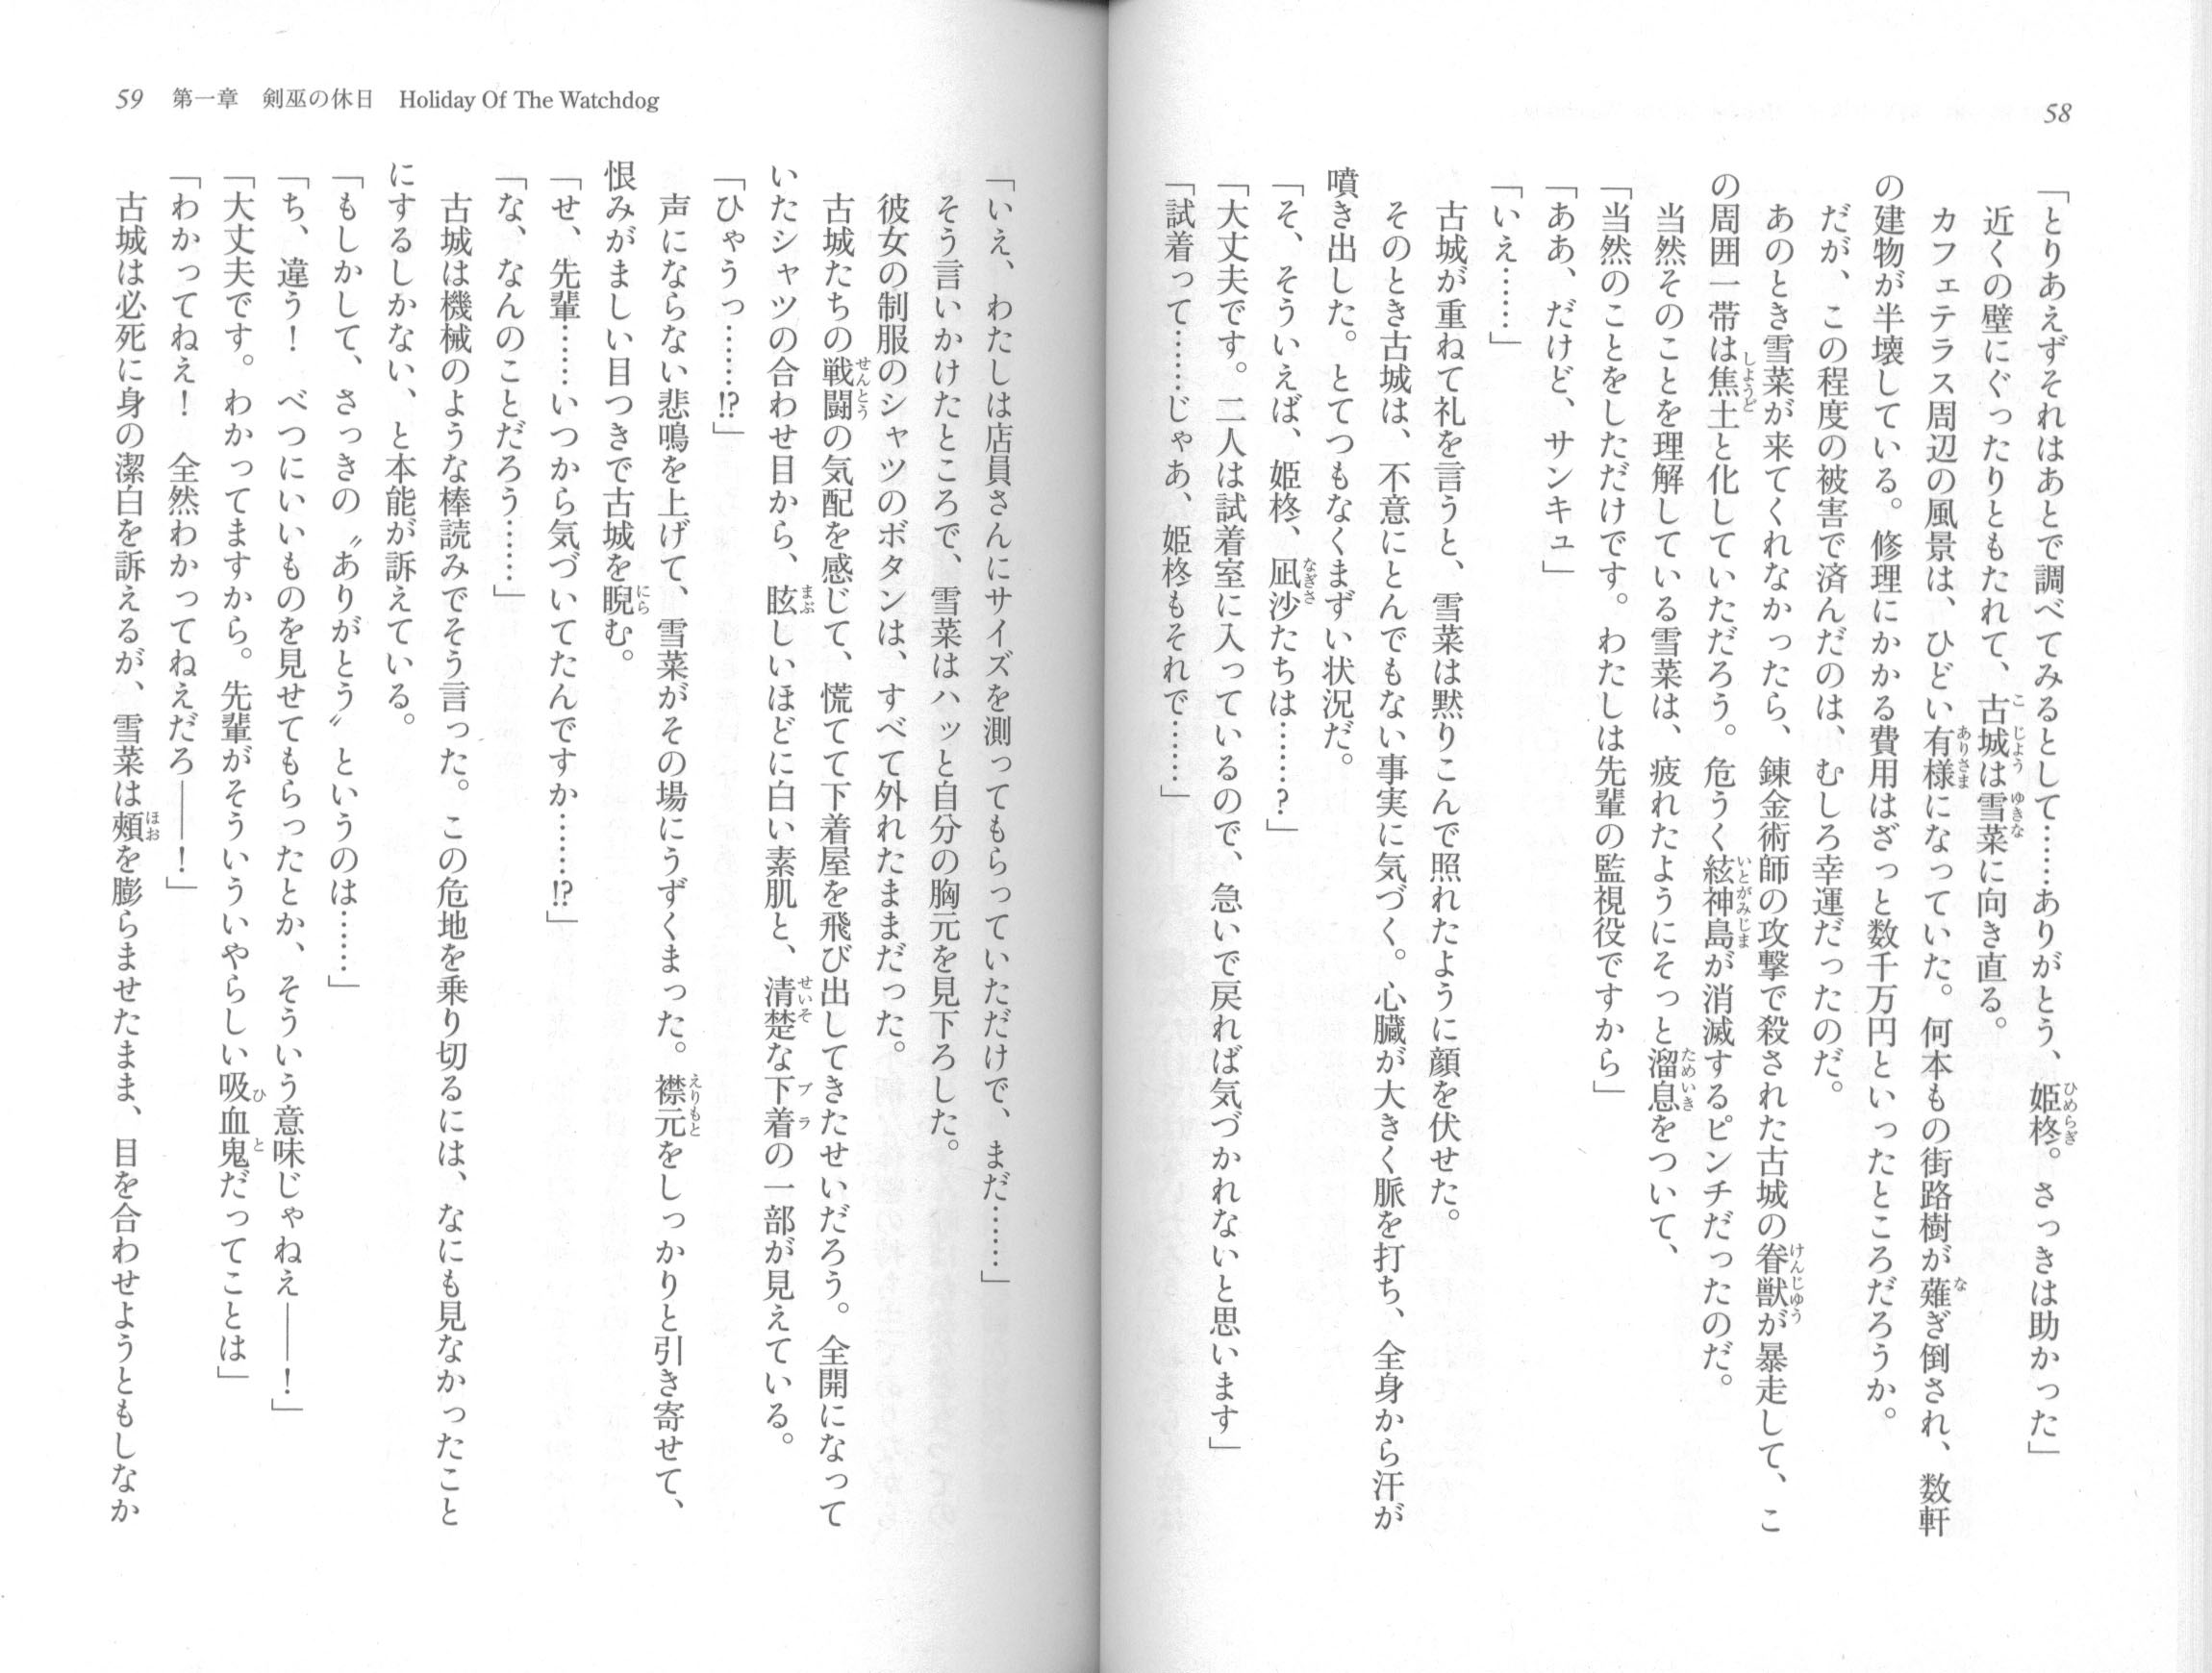 58
「とりあえずそれはあとで調べてみるとして……ありがとう、姫柊。さっきは助かった」
近くの壁にぐったりともたれて、古城は雪菜に向き直る。
カフェテラス周辺の風景は、ひどい有様になっていた。何本もの街路樹が薙ぎ倒され、数軒
の建物が半壊している。修理にかかる費用はざっと数千万円といったところだろうか。
だが、この程度の被害で済んだのは、むしろ幸運だったのだ。
あのとき雪菜が来てくれなかったら、錬金術師の攻撃で殺された古城の眷獣が暴走して、こ
の周囲一帯は焦土と化していただろう。危うく絃神島が消滅するピンチだったのだ。
当然そのことを理解している雪菜は、疲れたようにそっと溜息をついて、
「当然のことをしただけです。わたしは先輩の監視役ですから」
「ああ、だけど、サンキュ」
「いえ……」
古城が重ねて礼を言うと、雪菜は黙りこんで照れたように顔を伏せた。
そのとき古城は、不意にとんでもない事実に気づく。心臓が大きく脈を打ち、全身から汗が
噴き出した。とてつもなくまずい状況だ。
「そ、そういえば、姫柊、凪沙たちは……?」
「大丈夫です。二人は試着室に入っているので、急いで戻れば気づかれないと思います」
「試着って……じゃあ、姫柊もそれで……」
59 第一章 剣巫の休日 Holiday Of The Watchdog
「いえ、わたしは店員さんにサイズを測ってもらっていただけで、まだ……」
そう言いかけたところで、雪菜はハッと自分の胸元を見下ろした。
彼女の制服のシャツのボタンは、すべて外れたままだった。
古城たちの戦闘の気配を感じて、慌てて下着屋を飛び出してきたせいだろう。全開になって
いたシャツの合わせ目から、眩しいほどに白い素肌と、清楚な下着の一部が見えている。
「ひゃうっ……!?」
声にならない悲鳴を上げて、雪菜がその場にうずくまった。襟元をしっかりと引き寄せて、
恨みがましい目つきで古城を睨む。
「せ、先輩……いつから気づいてたんですか……!?」
「な、なんのことだろう……」
古城は機械のような棒読みでそう言った。この危地を乗り切るには、なにも見なかったこと
にするしかない、と本能が訴えている。
「もしかして、さっきの〝ありがとう〟というのは……」
「ち、違う! べつにいいものを見せてもらったとか、そういう意味じゃねえ――!」
「大丈夫です。わかってますから。先輩がそういういやらしい吸血鬼だってことは」
「わかってねえ! 全然わかってねえだろ――!」
古城は必死に身の潔白を訴えるが、雪菜は頬を膨らませたまま、目を合わせようともしなか